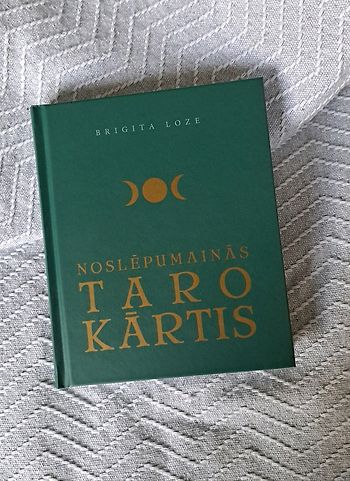 BRIGITA LOZE
NOSLĒPUMAINĀS
TARO
KĀRTIS